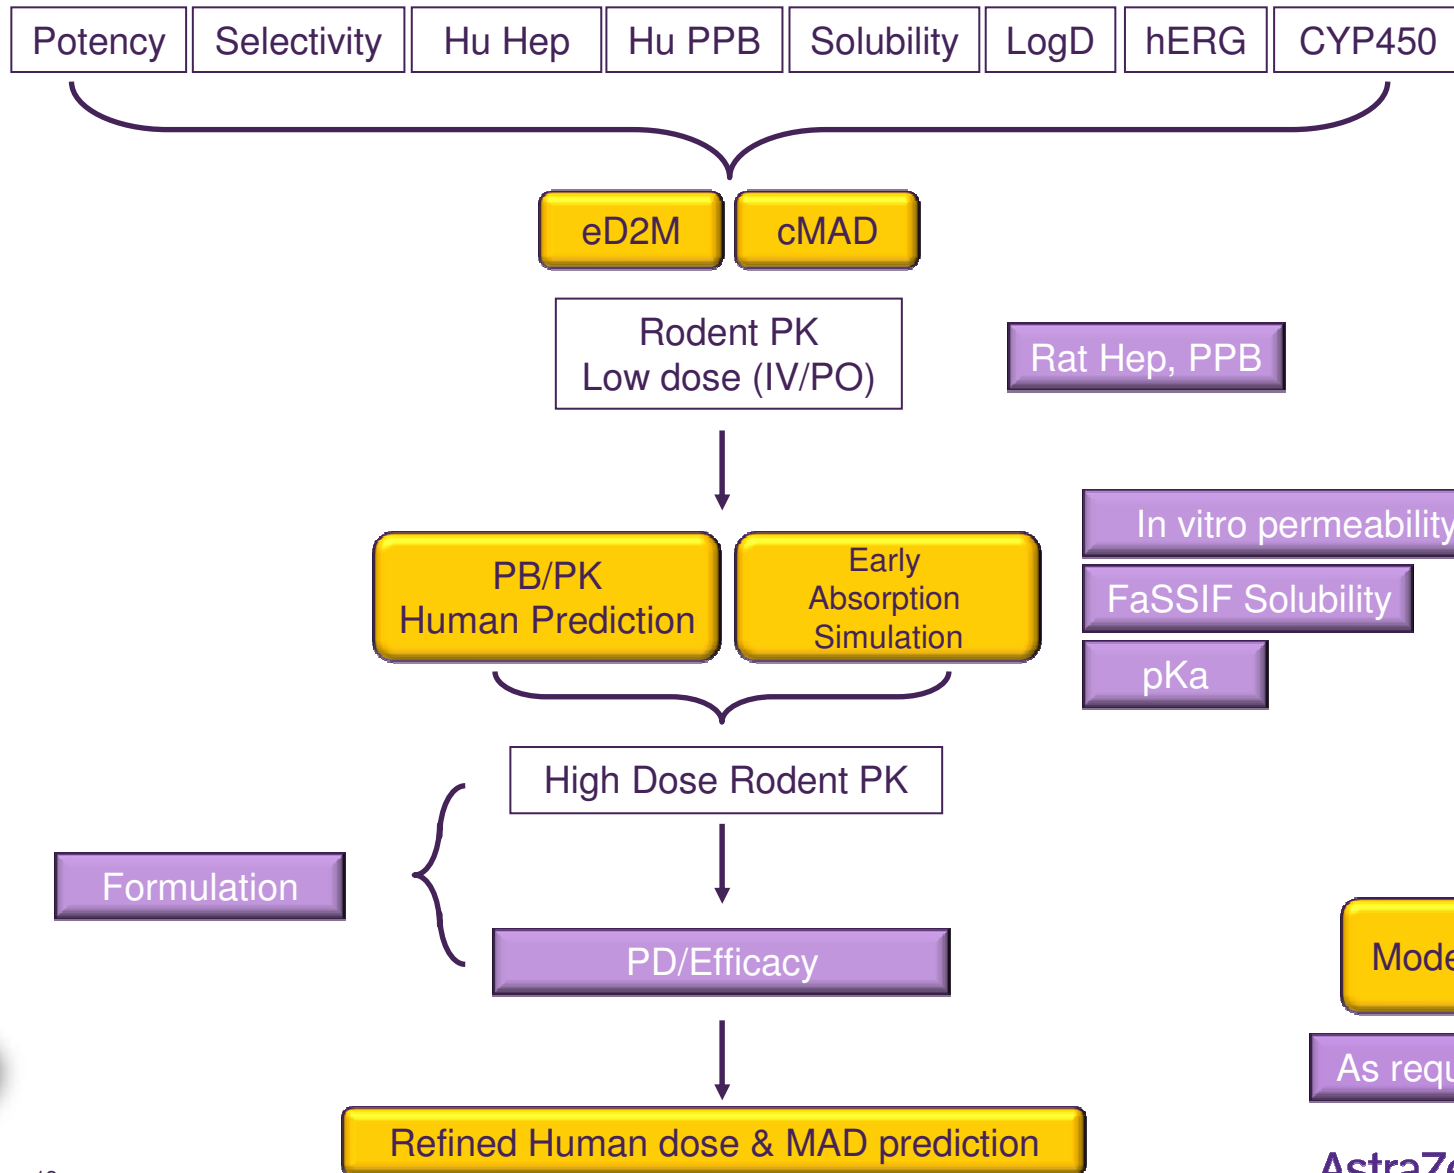 Potency Selectivity Hu Hep Hu PPB Solubility LogD hERG CYP450
eD2M cMAD
Rodent PK
Low dose (IV/PO)
Rat Hep, PPB
In vitro permeability
PB/PK
Human Prediction
Early
Absorption
Simulation
FaSSIF Solubility
pKa
High Dose Rodent PK
Formulation
PD/Efficacy
As
Refined Human dose & MAD prediction